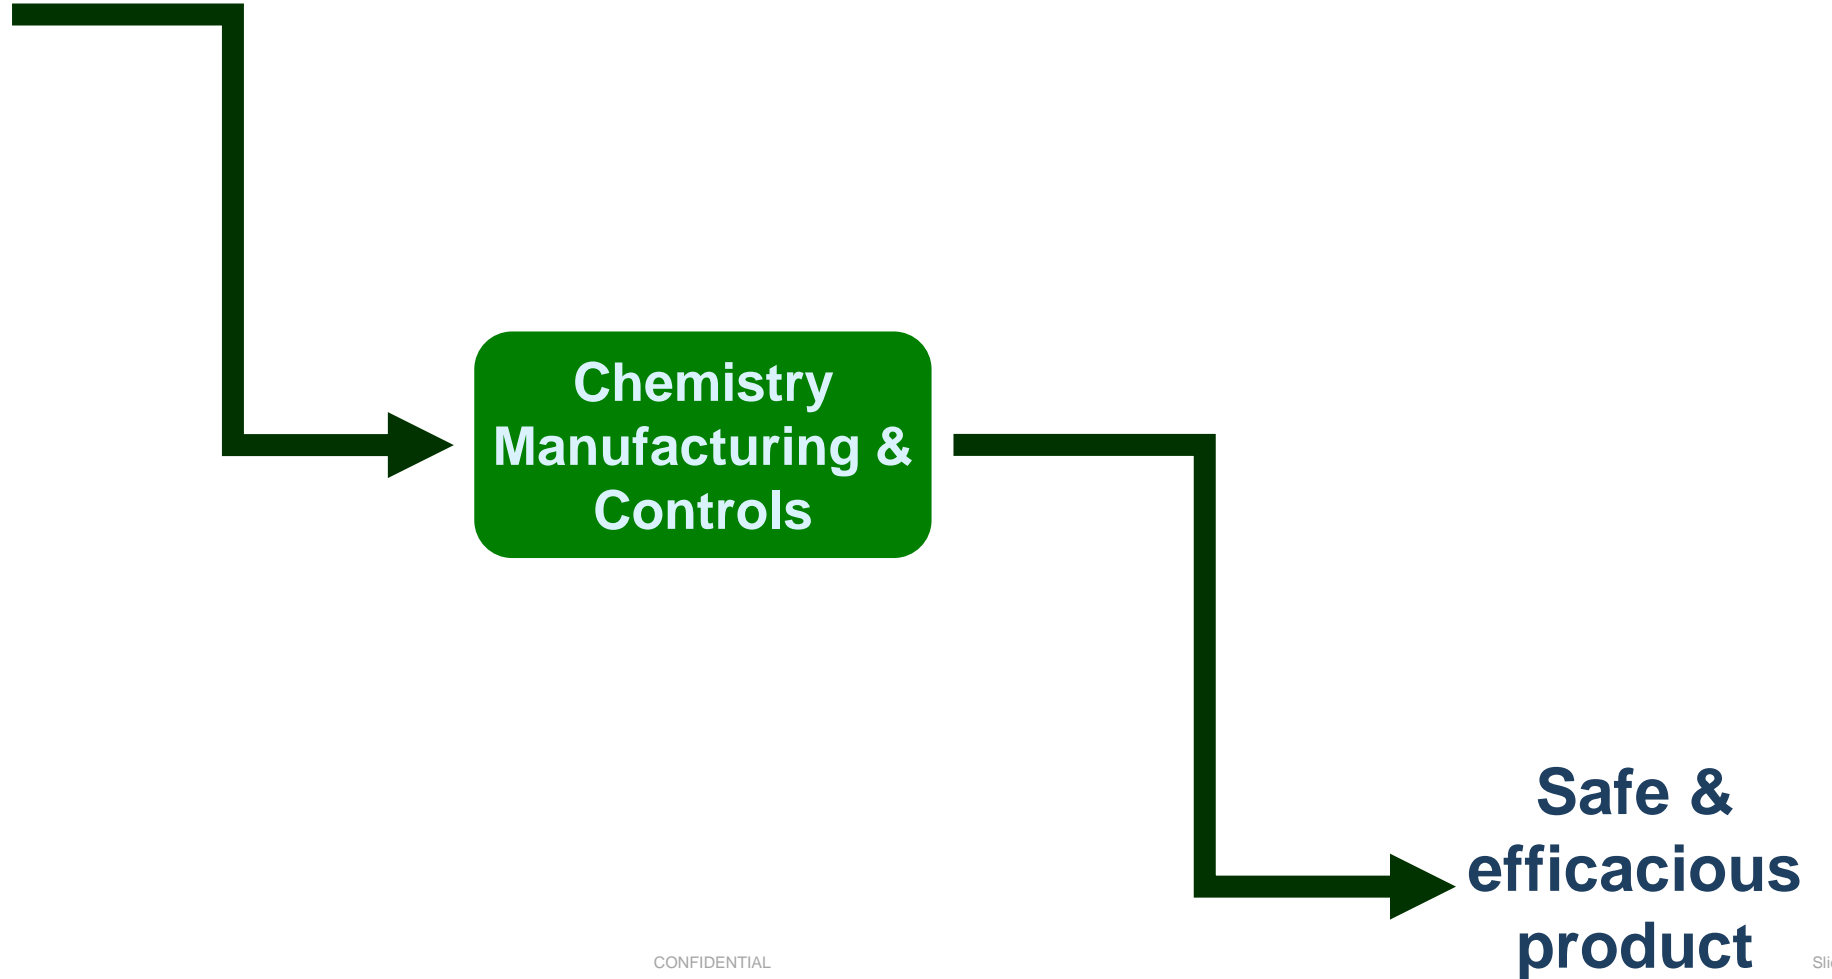 Chemistry
Manufacturing &
Controls
Safe &
efficacious
product
CONFIDENTIAL